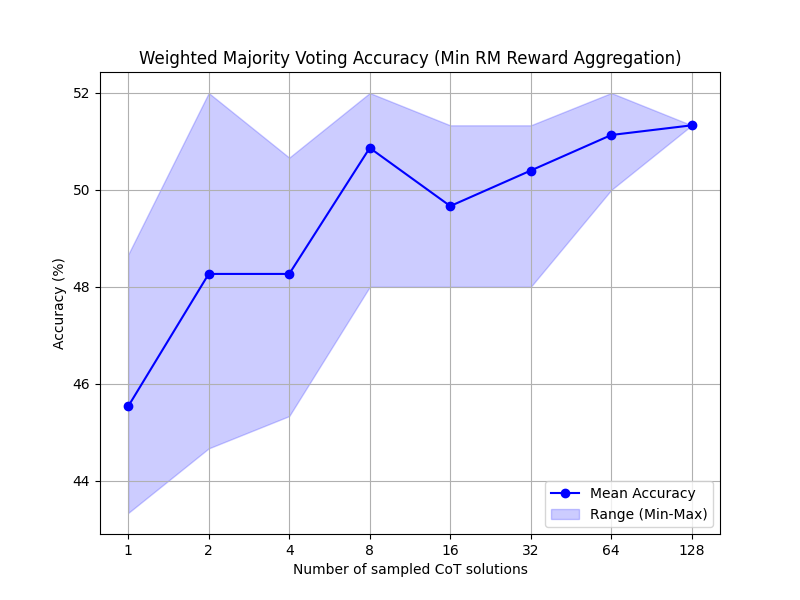 Weighted Majority Voting Accuracy (Min RM Reward Aggregation)
52
50
48
46
44
Accuracy (%)
Mean Accuracy
Range (Min-Max)
1 2 4 8 16 32 64 128
Number of sampled CoT solutions